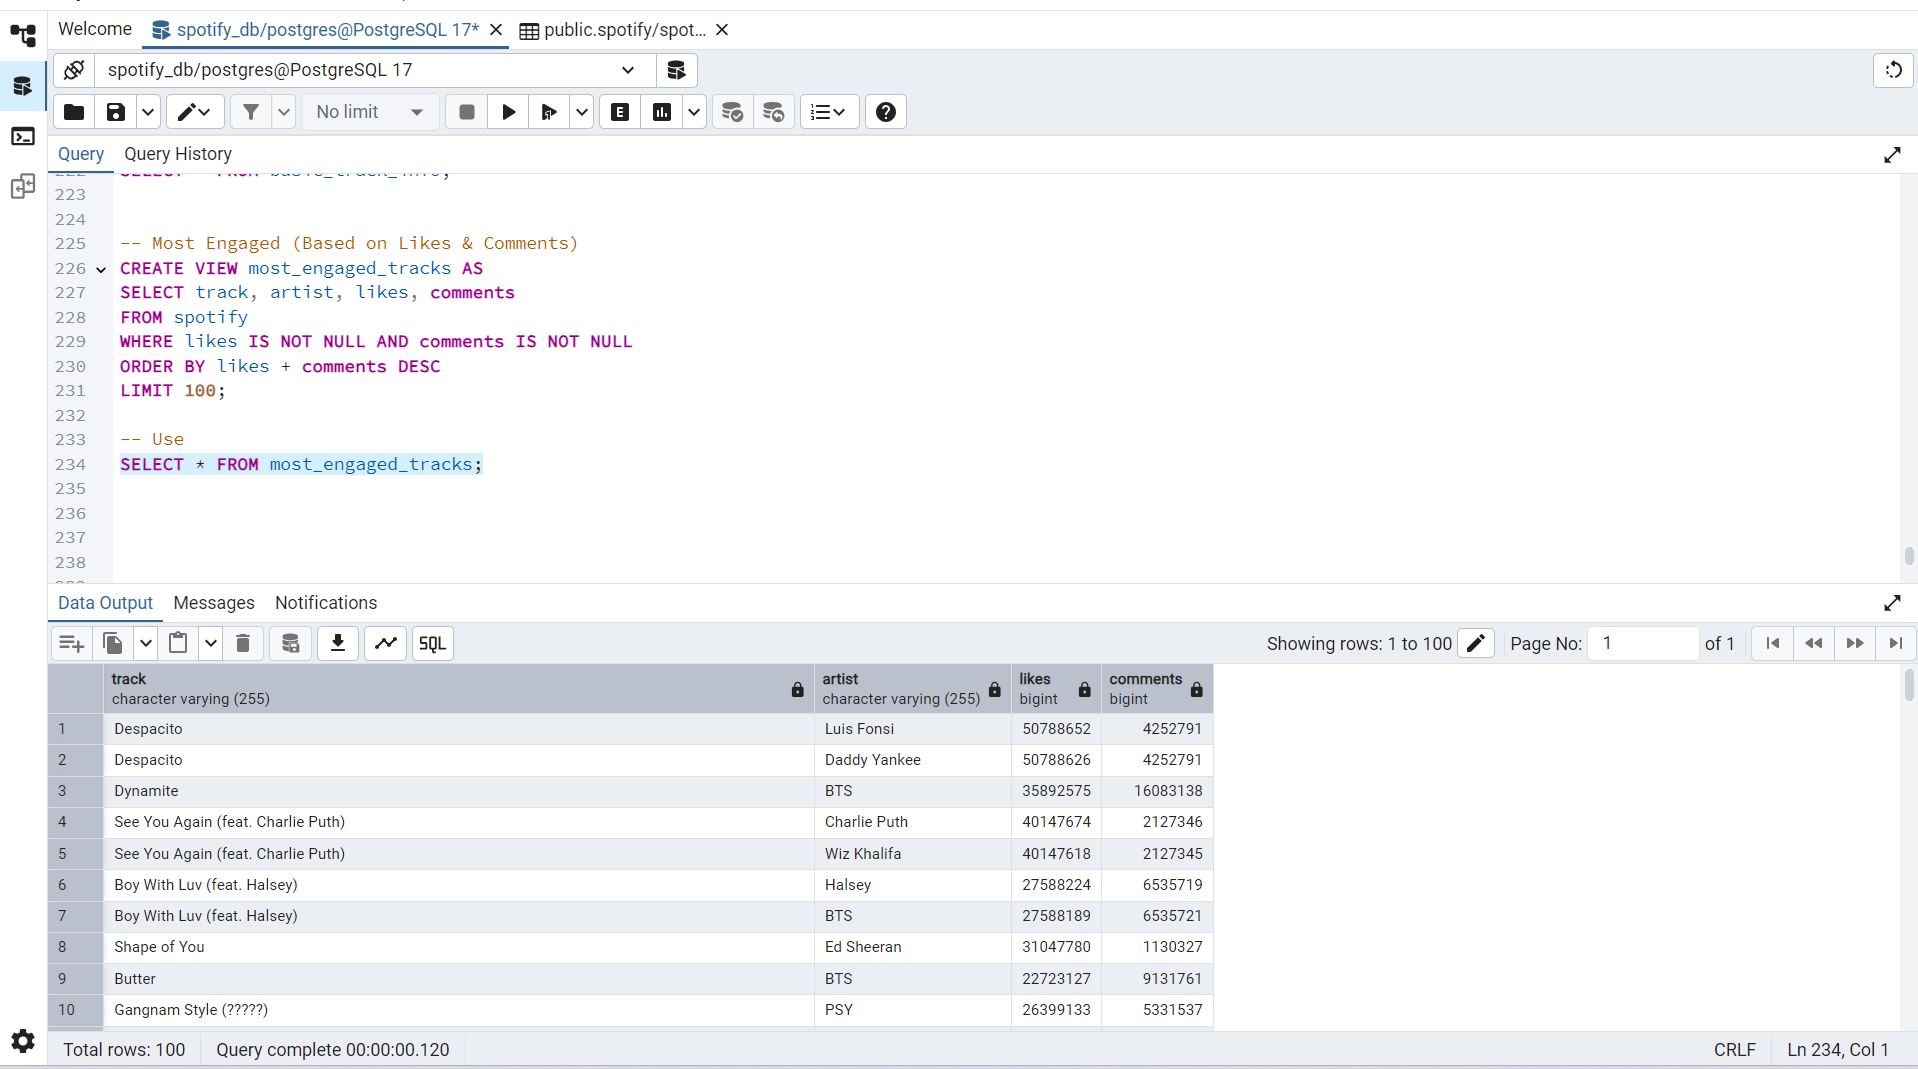 Welcome spotify_db/postgres@PostgreSQL 17* public.spotify/spot...
spotify_db/postgres@PostgreSQL 17
No limit E
Query Query History
223
224
225 -- Most Engaged (Based on Likes & Comments)
226 CREATE VIEW most_engaged_tracks AS
227 SELECT track, artist, likes, comments
228 FROM spotify
229 WHERE likes IS NOT NULL AND comments IS NOT NULL
230 ORDER BY likes + comments DESC
231 LIMIT 100;
232
233 -- Use
234 SELECT * FROM most_engaged_tracks;
235
236
237
238
Data Output Messages Notifications
SQL Showing rows: 1 to 100 Page No: 1 of 1
track artist likes comments
character varying (255) character varying (255) bigint bigint
1 Despacito Luis Fonsi 50788652 4252791
2 Despacito Daddy Yankee 50788626 4252791
3 Dynamite BTS 35892575 16083138
4 See You Again (feat. Charlie Puth) Charlie Puth 40147674 2127346
5 See You Again (feat. Charlie Puth) Wiz Khalifa 40147618 2127345
6 Boy With Luv (feat. Halsey) Halsey 27588224 6535719
7 Boy With Luv (feat. Halsey) BTS 27588189 6535721
8 Shape of You Ed Sheeran 31047780 1130327
9 Butter BTS 22723127 9131761
10 Gangnam Style (?????) PSY 26399133 5331537
Total rows: 100 Query complete 00:00:00.120 CRLF Ln 234, Col 1